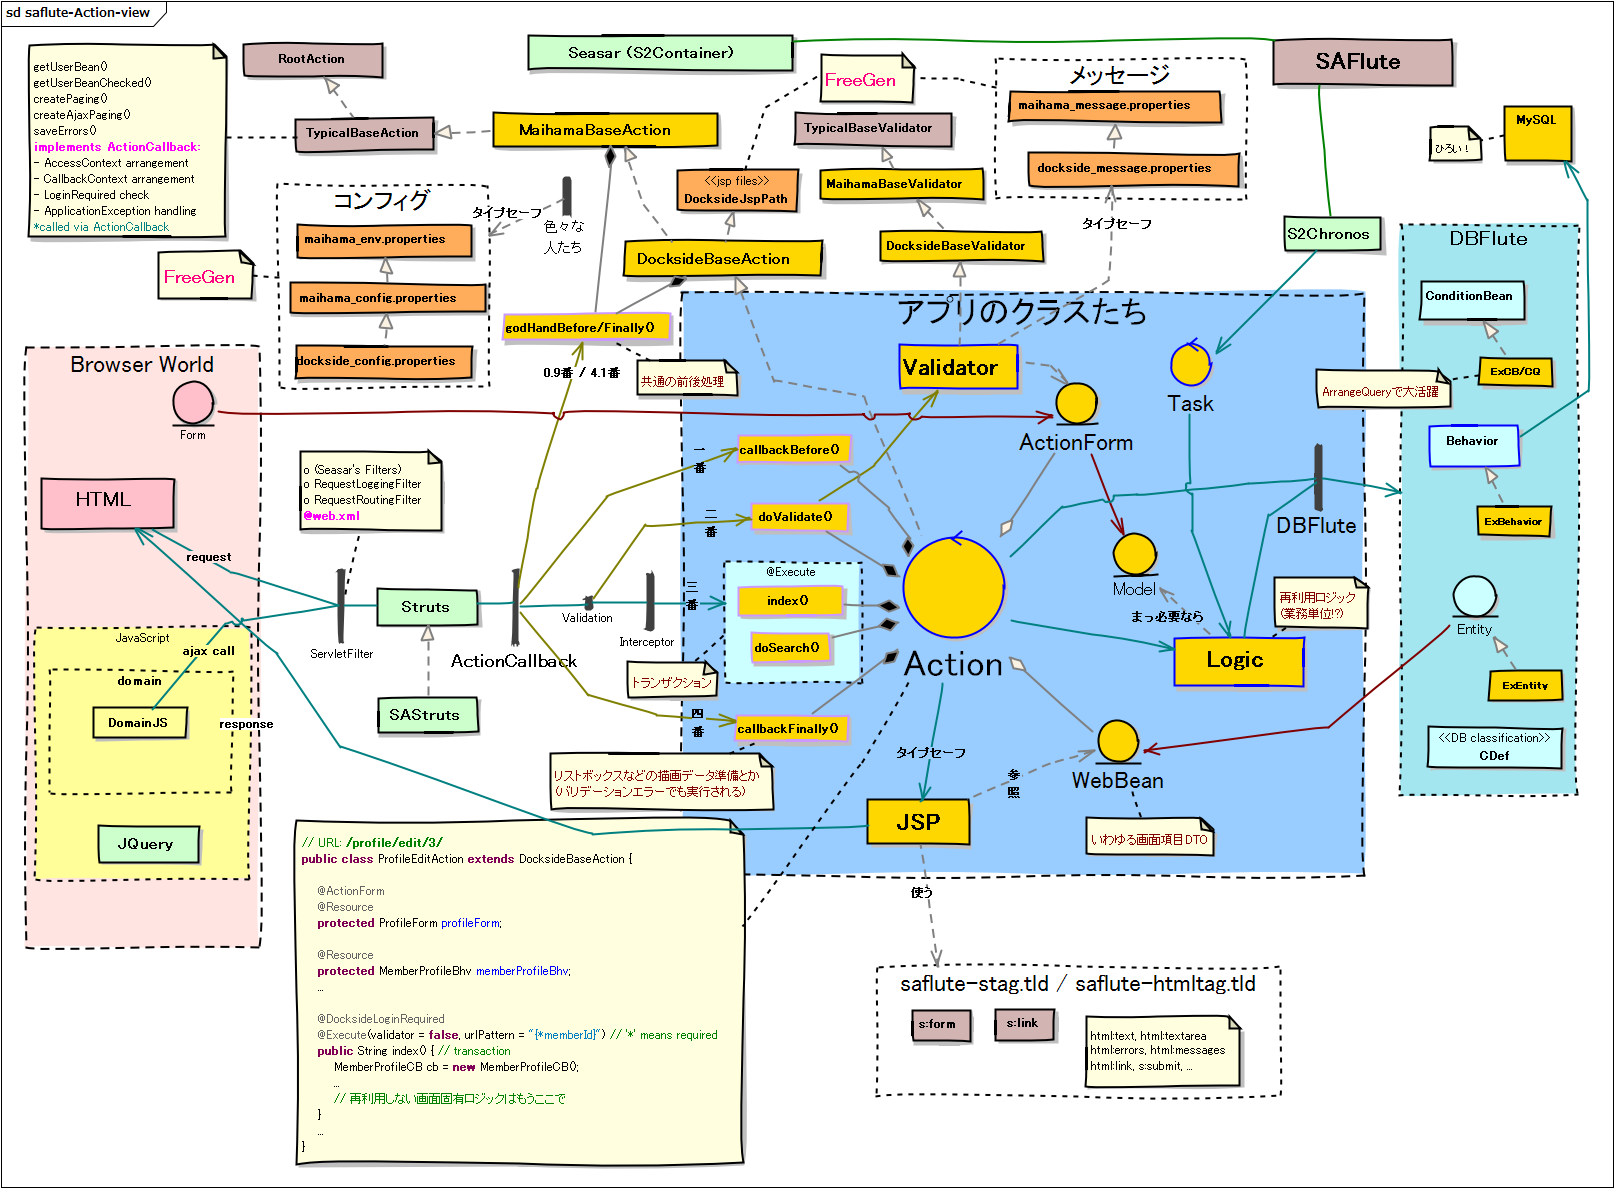 sd saflute-Action-view
getUserBean()
getUserBeanChecked()
createPaging()
createAjaxPaging()
saveErrors()
implements ActionCallback:
- AccessContext arrangement
- CallbackContext arrangement
- LoginRequired check
- ApplicationException handling
*called via ActionCallback
RootAction
TypicalBaseAction
MaihamaBaseAction
Seasar (S2Container)
SAFlute
FreeGen
メッセージ
maihama_message.properties
dockside_message.properties
TypicalBaseValidator
MaihamaBaseValidator
DocksideBaseValidator
<<jsp files>>
DocksideJspPath
DocksideBaseAction
タイプセーフ
MySQL
ひろい！
S2Chronos
コンフィグ
maihama_env.properties
maihama_config.properties
dockside_config.properties
FreeGen
タイプセーフ
色々な
人たち
godHandBefore/Finally()
0.9番 / 4.1番
共通の前後処理
アプリのクラスたち
Validator
ActionForm
Task
DBFlute
ConditionBean
ExCB/CQ
ArrangeQueryで大活躍
Behavior
ExBehavior
Entity
ExEntity
<<DB classification>>
CDef
Browser World
Form
HTML
request
JavaScript
ajax call
domain
DomainJS
response
JQuery
o (Seasar's Filters)
o RequestLoggingFilter
o RequestRoutingFilter
@web.xml
ServletFilter
Struts
SAStruts
ActionCallback
Validation
Interceptor
一
番
callbackBefore()
二
番
doValidate()
三
番
@Execute
index()
doSearch()
トランザクション
四
番
callbackFinally()
リストボックスなどの描画データ準備とか
(バリデーションエラーでも実行される)
Action
Model
まっ必要なら
DBFlute
再利用ロジック
(業務単位!?)
Logic
タイプセーフ
参
照
WebBean
いわゆる画面項目DTO
JSP
使う
saflute-stag.tld / saflute-htmltag.tld
s:form
s:link
html:text, html:textarea
html:errors, html:messages
html:link, s:submit, ...
// URL: /profile/edit/3/
public class ProfileEditAction extends DocksideBaseAction {
@ActionForm
@Resource
protected ProfileForm profileForm;
@Resource
protected MemberProfileBhv memberProfileBhv;
...
@DocksideLoginRequired
@Execute(validator = false, urlPattern = "{*memberId}") // '*' means required
public String index() { // transaction
MemberProfileCB cb = new MemberProfileCB();
...
// 再利用しない画面固有ロジックはもうここで
}
...
}